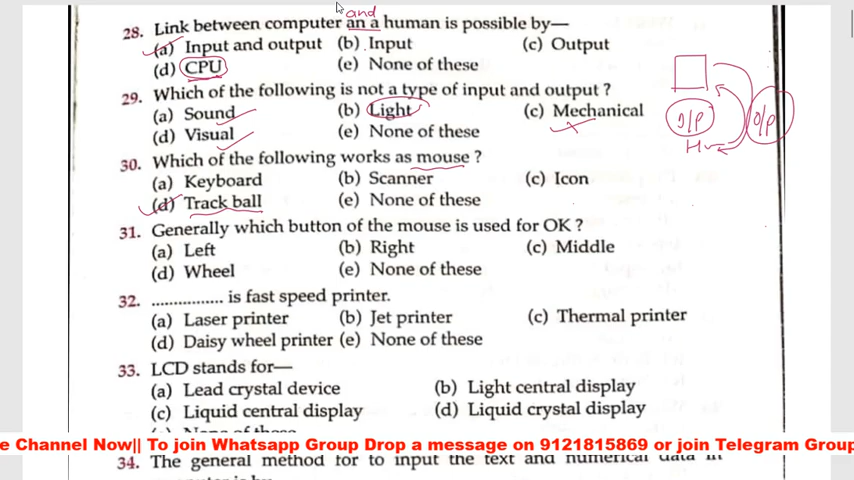 and
28. Link between computer an a human is possible by—
(a) Input and output (b) Input (c) Output
(d) CPU (e) None of these
29. Which of the following is not a type of input and output ?
(a) Sound (b) Light (c) Mechanical
(d) Visual (e) None of these
30. Which of the following works as mouse ?
(a) Keyboard (b) Scanner (c) Icon
(d) Track ball (e) None of these
31. Generally which button of the mouse is used for OK ?
(a) Left (b) Right (c) Middle
(d) Wheel (e) None of these
32. ................ is fast speed printer.
(a) Laser printer (b) Jet printer (c) Thermal printer
(d) Daisy wheel printer (e) None of these
33. LCD stands for—
(a) Lead crystal device (b) Light central display
(c) Liquid central display (d) Liquid crystal display
e Channel Now|| To join Whatsapp Group Drop a message on 9121815869 or join Telegram Group
34. The general method for to input the text and numerical data in